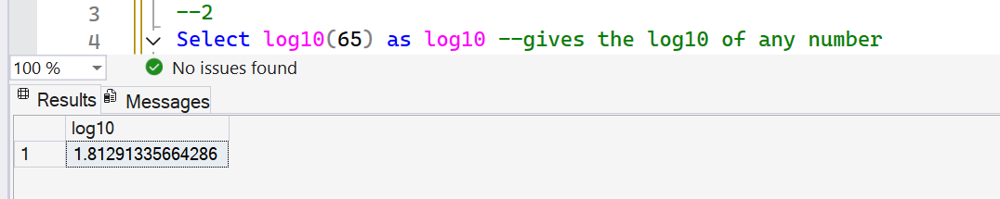 3 --2
4 Select log10(65) as log10 --gives the log10 of any number
100 % No issues found
Results Messages
log10
1 1.81291335664286